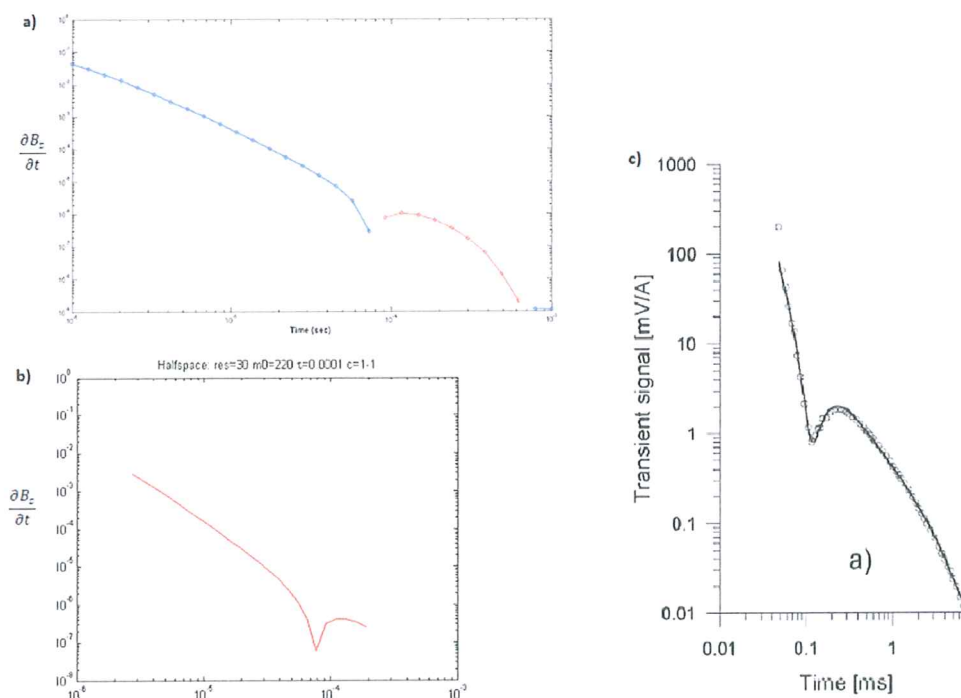 a)
∂B_z
∂t
Time (sec)
b)
Halfspace: res=30 m0=220 t=0.0001 c=1-1
10^0
10^-1
10^-2
10^-3
10^-4
10^-5
10^-6
10^-7
10^-8
∂B_z
∂t
10^-6
10^-5
10^-4
10^-3
c)
1000
100
10
1
0.1
0.01
Transient signal [mV/A]
a)
0.01
0.1
1
Time [ms]